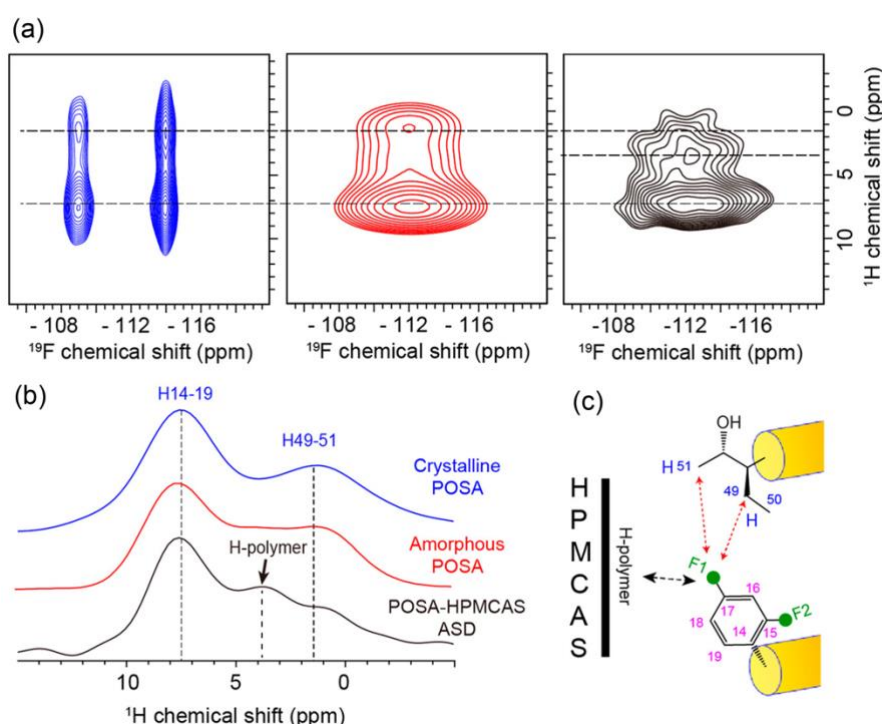 (a)
0
5
10
¹H chemical shift (ppm)
- 108 - 112 - 116
- 108 - 112 - 116
-108 - 112 - 116
¹⁹F chemical shift (ppm)
¹⁹F chemical shift (ppm)
¹⁹F chemical shift (ppm)
(b)
H14-19
H49-51
Crystalline
POSA
Amorphous
POSA
H-polymer
POSA-HPMCAS
ASD
10 5 0
¹H chemical shift (ppm)
(c)
OH
H 51
49 50
H
HPMCAS
H-polymer
F1
16
17
F2
18
14 15
19